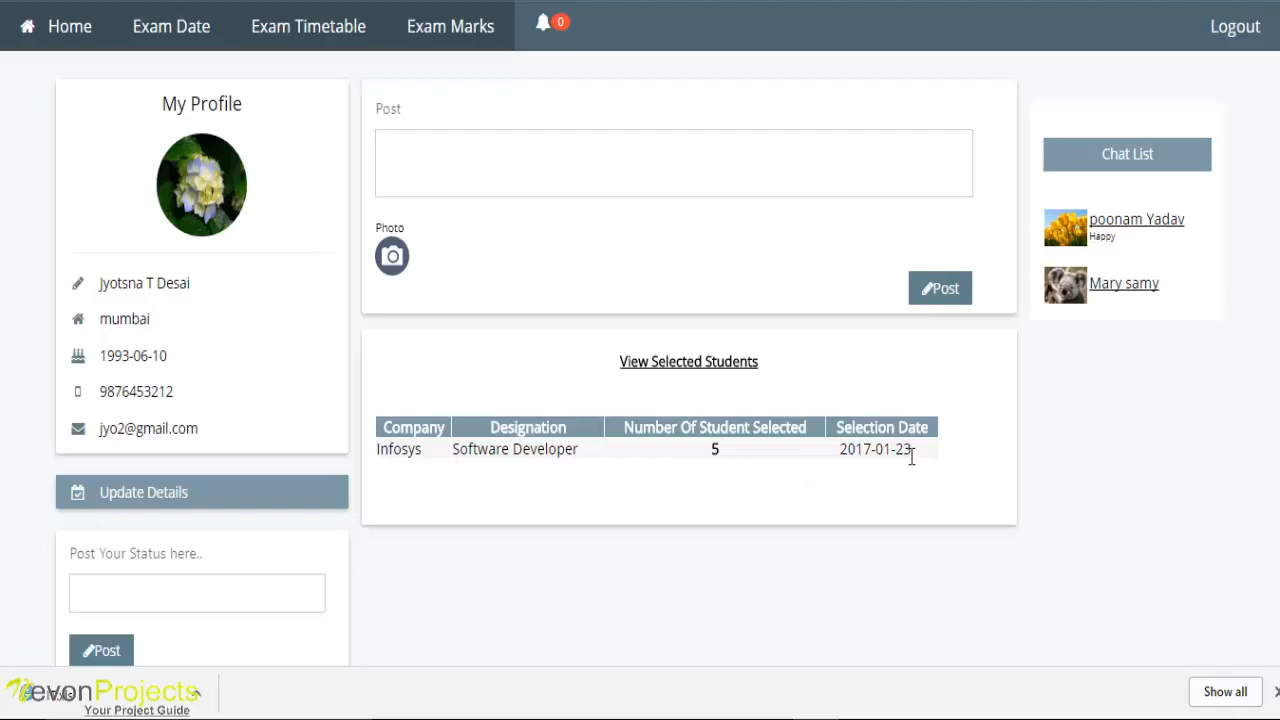 Home Exam Date Exam Timetable Exam Marks 0 Logout
My Profile
Jyotsna T Desai
mumbai
1993-06-10
9876453212
jyo2@gmail.com
Update Details
Post Your Status here..
Post
Post
Photo
Post
View Selected Students
Company Designation Number Of Student Selected Selection Date
Infosys Software Developer 5 2017-01-23
Chat List
poonam Yadav
Happy
Mary samy
evonProjects
Your Project Guide
Show all